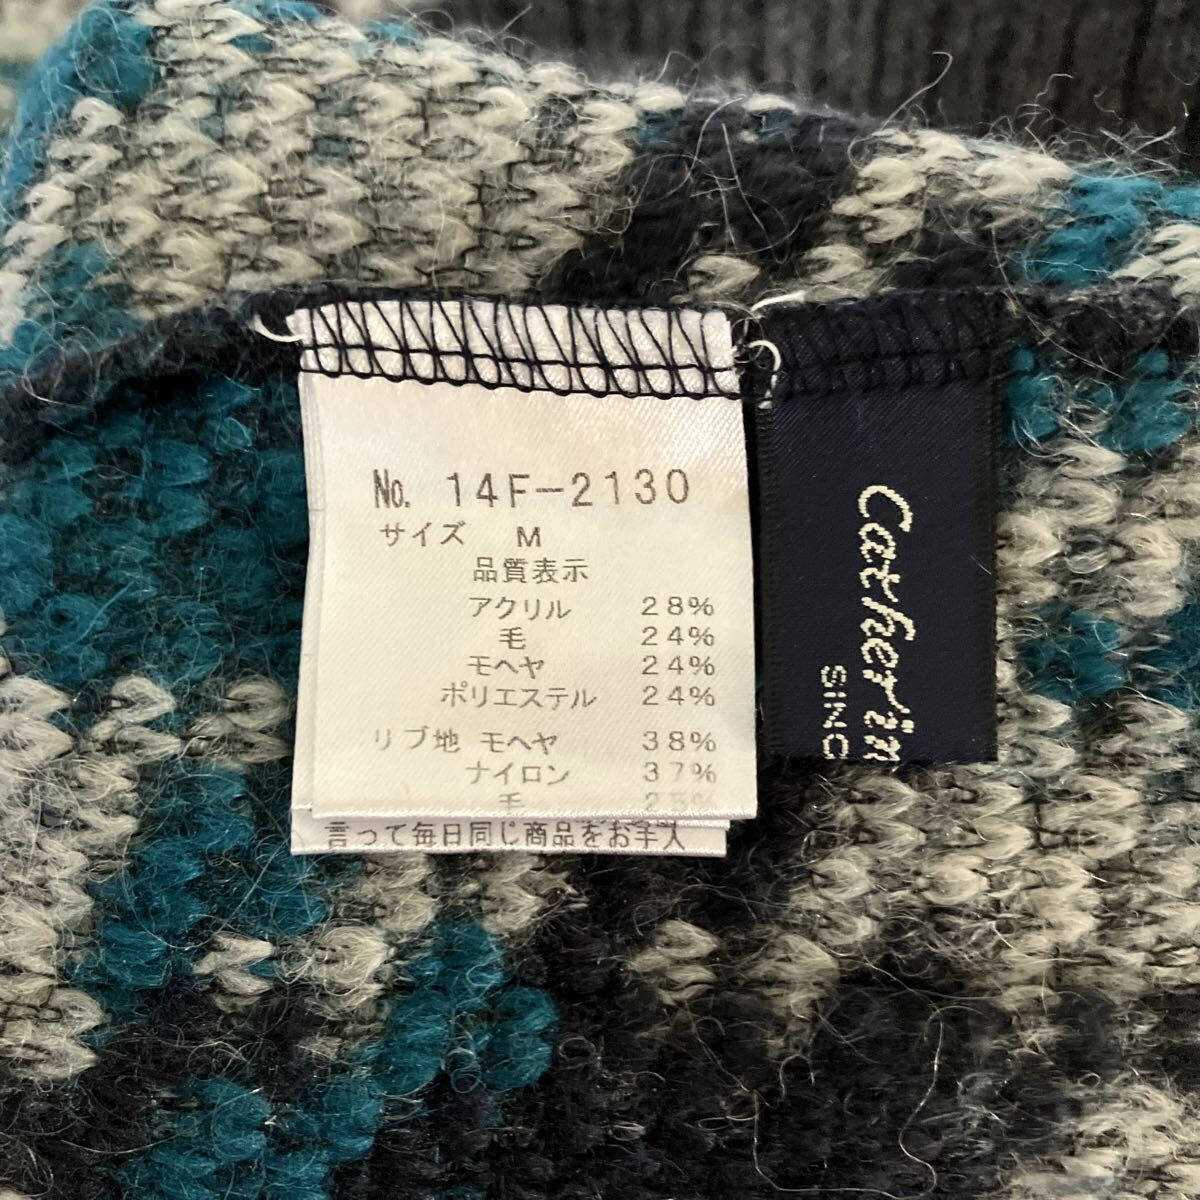 No. 14F-2130
サイズ M
品質表示
アクリル 28%
毛 24%
モヘヤ 24%
ポリエステル 24%
リブ地 モヘヤ 38%
ナイロン 37%
毛 25%
言って毎日同じ商品をお手入
Catherin
SINC